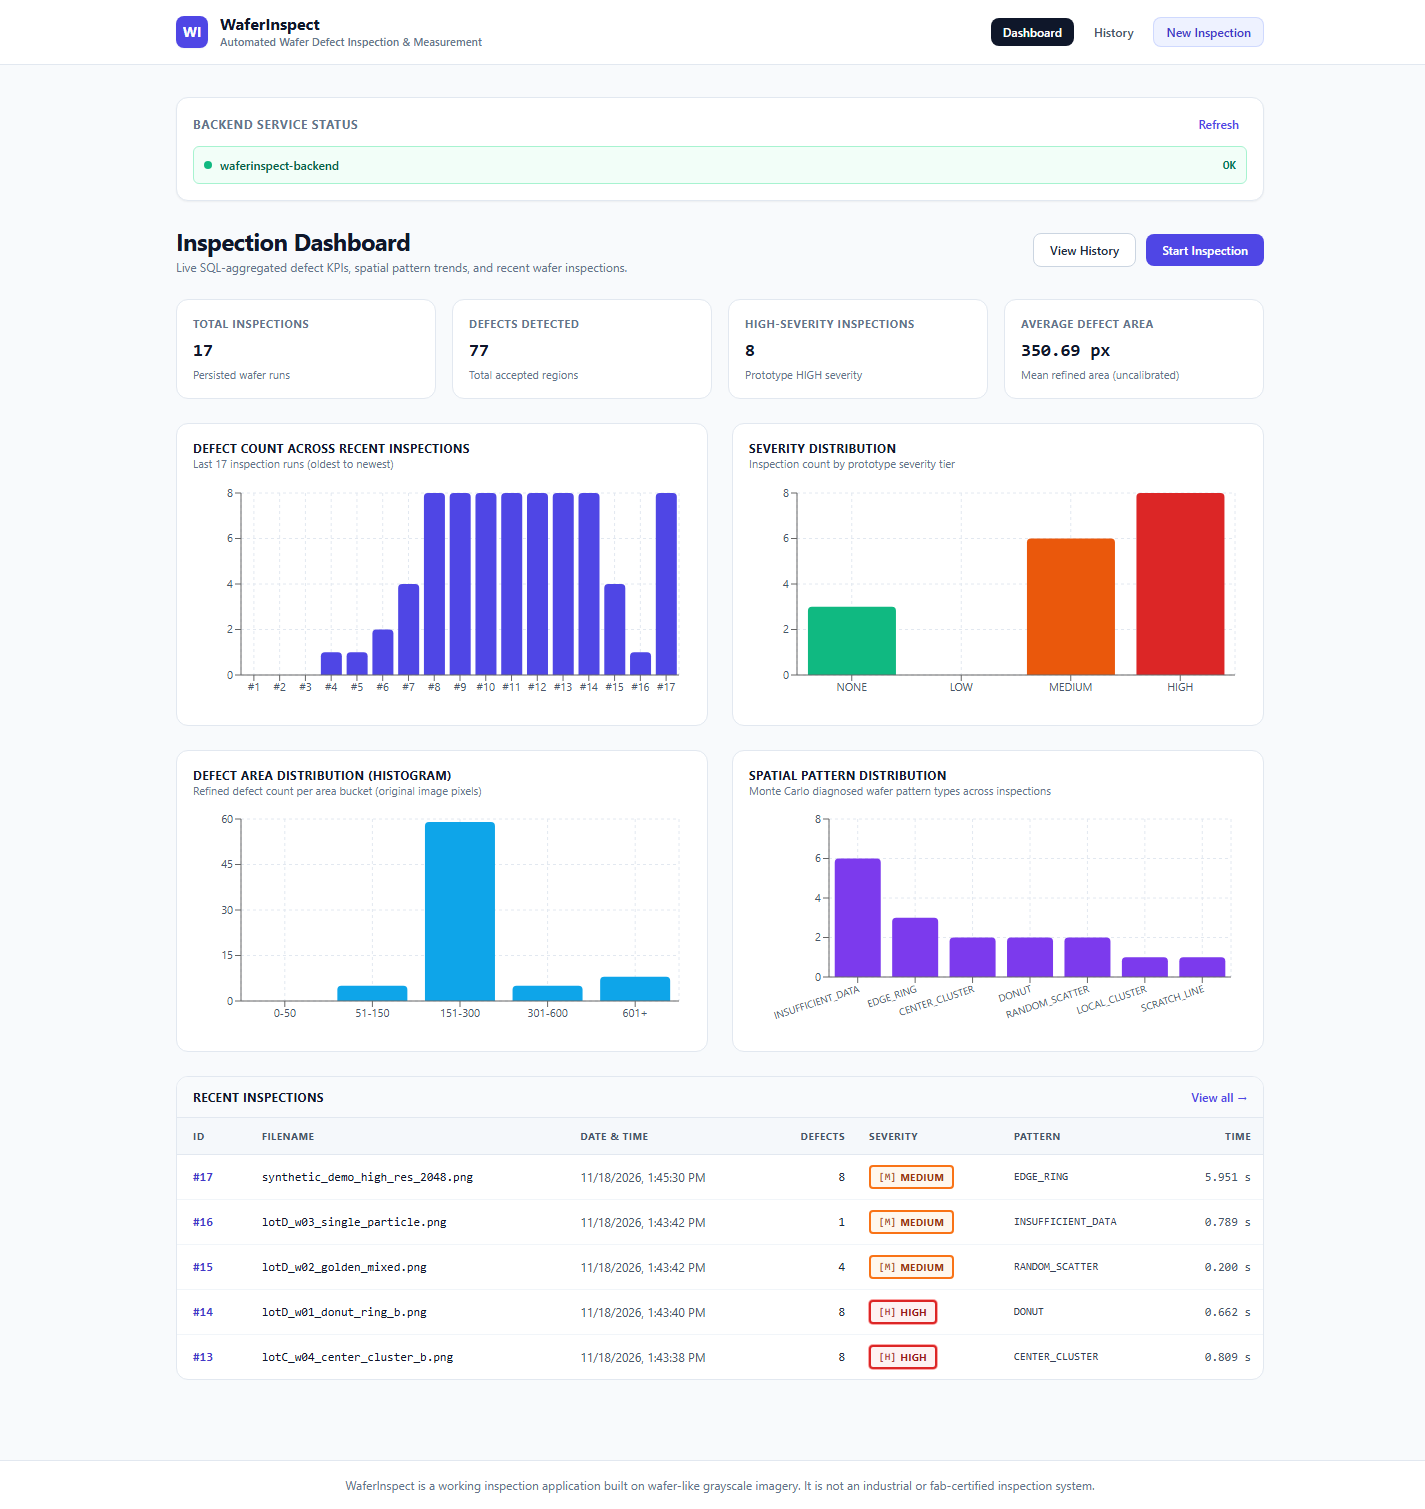 WI
WaferInspect
Automated Wafer Defect Inspection & Measurement
Dashboard
History
New Inspection
BACKEND SERVICE STATUS
Refresh
waferinspect-backend
OK
Inspection Dashboard
Live SQL-aggregated defect KPIs, spatial pattern trends, and recent wafer inspections.
View History
Start Inspection
TOTAL INSPECTIONS
17
Persisted wafer runs
DEFECTS DETECTED
77
Total accepted regions
HIGH-SEVERITY INSPECTIONS
8
Prototype HIGH severity
AVERAGE DEFECT AREA
350.69 px
Mean refined area (uncalibrated)
DEFECT COUNT ACROSS RECENT INSPECTIONS
Last 17 inspection runs (oldest to newest)
8
6
4
2
0
#1 #2 #3 #4 #5 #6 #7 #8 #9 #10 #11 #12 #13 #14 #15 #16 #17
SEVERITY DISTRIBUTION
Inspection count by prototype severity tier
8
6
4
2
0
NONE LOW MEDIUM HIGH
DEFECT AREA DISTRIBUTION (HISTOGRAM)
Refined defect count per area bucket (original image pixels)
60
45
30
15
0
0-50 51-150 151-300 301-600 601+
SPATIAL PATTERN DISTRIBUTION
Monte Carlo diagnosed wafer pattern types across inspections
8
6
4
2
0
INSUFFICIENT_DATA EDGE_RING CENTER_CLUSTER DONUT RANDOM_SCATTER LOCAL_CLUSTER SCRATCH_LINE
RECENT INSPECTIONS
View all →
ID FILENAME DATE & TIME DEFECTS SEVERITY PATTERN TIME
#17 synthetic_demo_high_res_2048.png 11/18/2026, 1:45:30 PM 8 [M] MEDIUM EDGE_RING 5.951 s
#16 lotD_w03_single_particle.png 11/18/2026, 1:43:42 PM 1 [M] MEDIUM INSUFFICIENT_DATA 0.789 s
#15 lotD_w02_golden_mixed.png 11/18/2026, 1:43:42 PM 4 [M] MEDIUM RANDOM_SCATTER 0.200 s
#14 lotD_w01_donut_ring_b.png 11/18/2026, 1:43:40 PM 8 [H] HIGH DONUT 0.662 s
#13 lotC_w04_center_cluster_b.png 11/18/2026, 1:43:38 PM 8 [H] HIGH CENTER_CLUSTER 0.809 s
WaferInspect is a working inspection application built on wafer-like grayscale imagery. It is not an industrial or fab-certified inspection system.